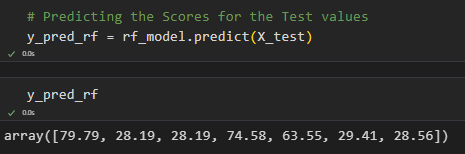 # Predicting the Scores for the Test values
y_pred_rf = rf_model.predict(X_test)
✓ 0.0s
y_pred_rf
✓ 0.0s
array([79.79, 28.19, 28.19, 74.58, 63.55, 29.41, 28.56])